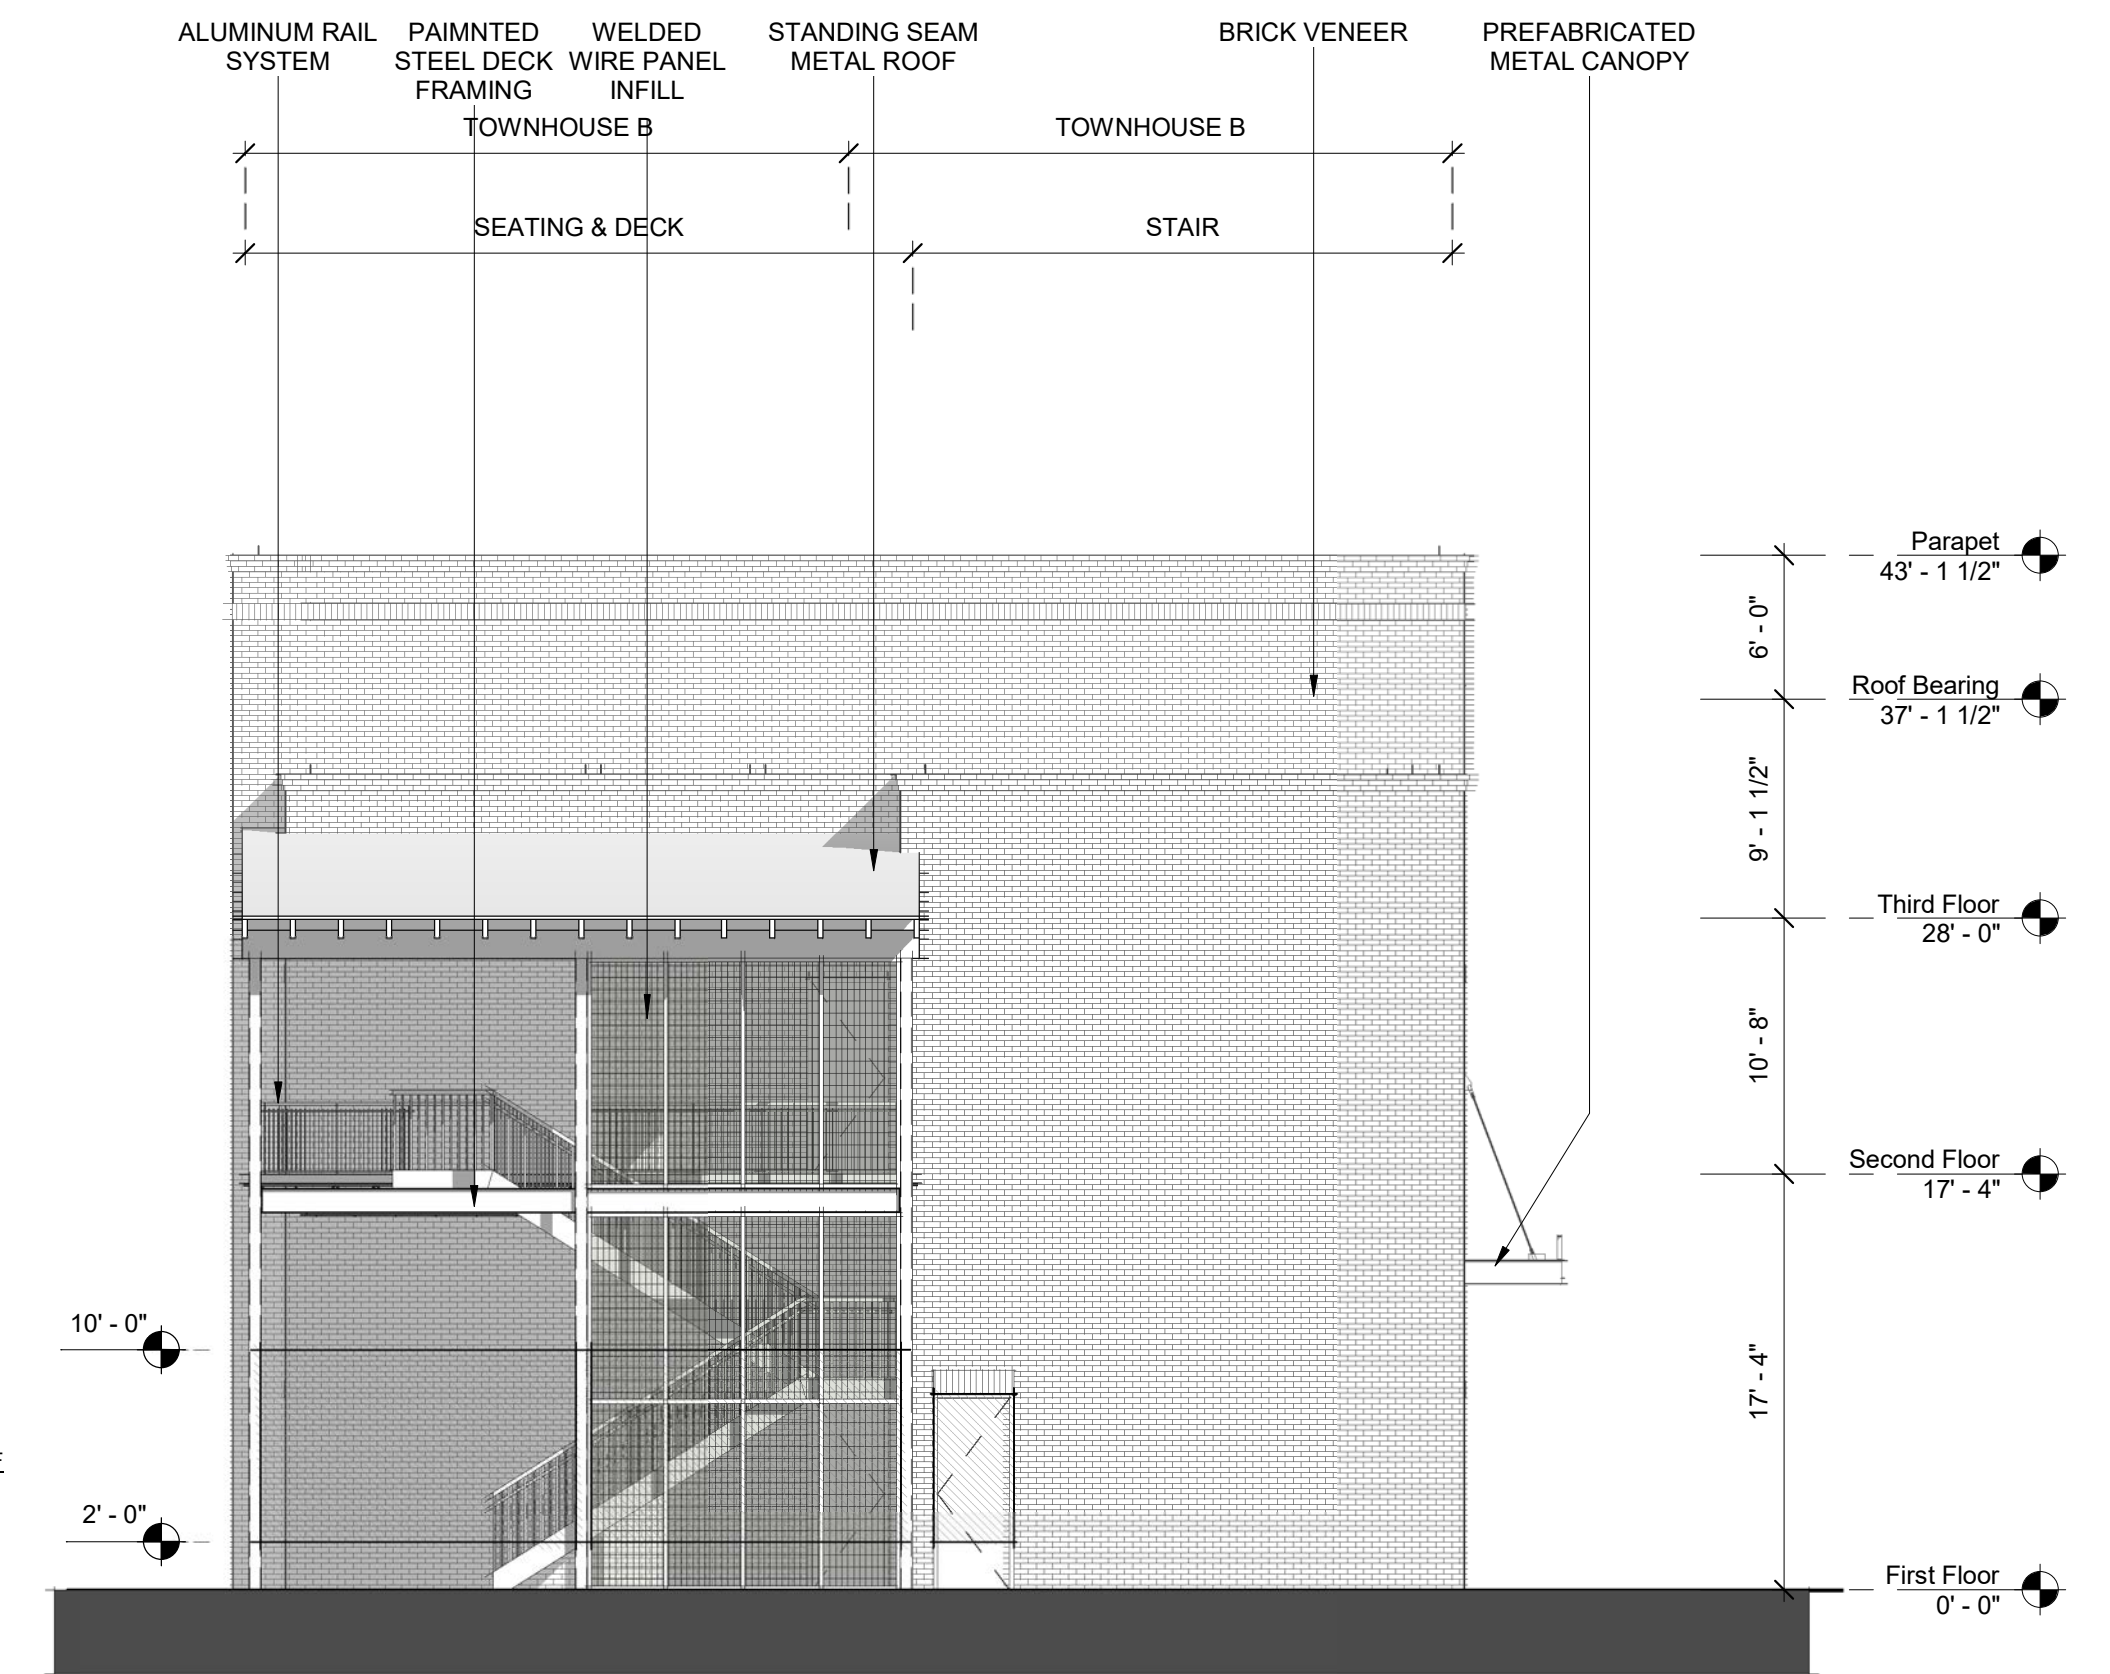 ALUMINUM RAIL
SYSTEM
PAIMNTED
STEEL DECK
FRAMING
WELDED
WIRE PANEL
INFILL
STANDING SEAM
METAL ROOF
BRICK VENEER
PREFABRICATED
METAL CANOPY
TOWNHOUSE B
TOWNHOUSE B
SEATING & DECK
STAIR
Parapet
43' - 1 1/2"
6' - 0"
Roof Bearing
37' - 1 1/2"
9' - 1 1/2"
Third Floor
28' - 0"
10' - 8"
Second Floor
17' - 4"
17' - 4"
First Floor
0' - 0"
10' - 0"
2' - 0"